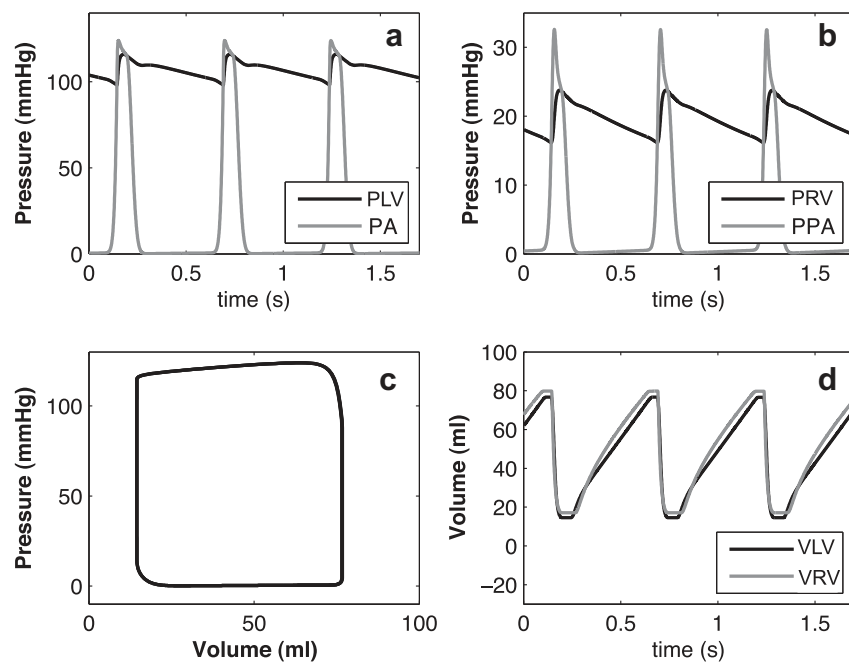 a
Pressure (mmHg)
100
50
0
PLV
PA
0 0.5 1 1.5
time (s)
b
Pressure (mmHg)
30
20
10
0
PRV
PPA
0 0.5 1 1.5
time (s)
c
Pressure (mmHg)
100
50
0
0 50 100
Volume (ml)
d
Volume (ml)
100
80
60
40
20
0
−20
VLV
VRV
0 0.5 1 1.5
time (s)